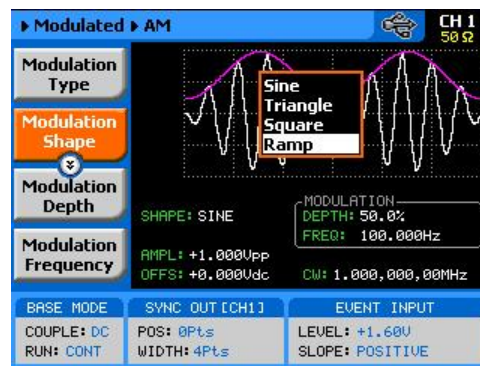 Modulated AM
CH 1
50 Ω
Modulation
Type
Modulation
Shape
Modulation
Depth
Modulation
Frequency
Sine
Triangle
Square
Ramp
SHAPE: SINE
AMPL: +1.000Vpp
OFFS: +0.000Vdc
MODULATION
DEPTH: 50.0%
FREQ: 100.000Hz
CW: 1.000,000,00MHz
BASE MODE
COUPLE: DC
RUN: CONT
SYNC OUT [CH1]
POS: 0Pts
WIDTH: 4Pts
EVENT INPUT
LEVEL: +1.60V
SLOPE: POSITIVE